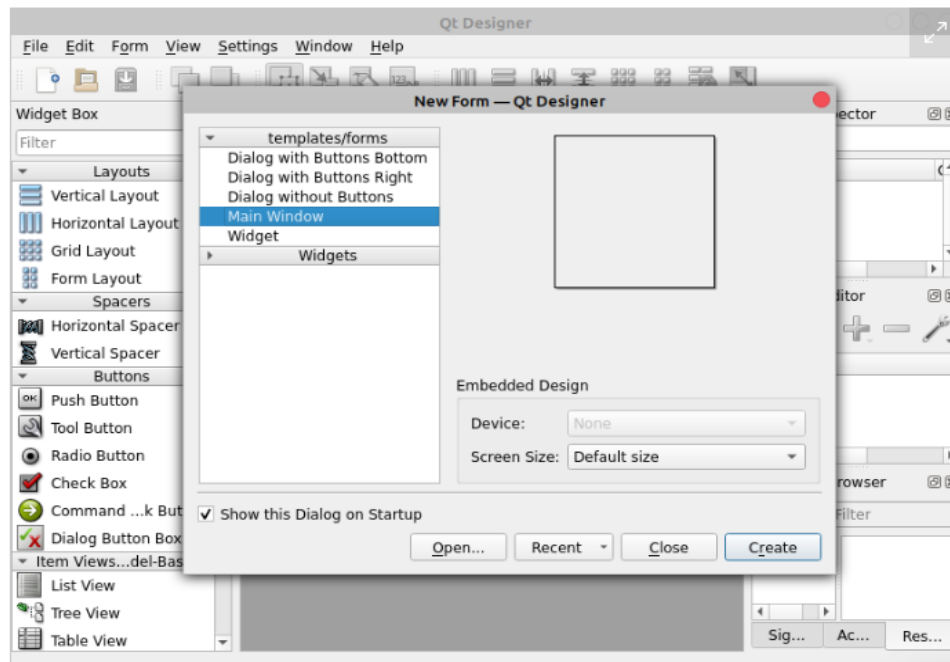 Qt Designer
File Edit Form View Settings Window Help
123
New Form — Qt Designer
Widget Box
ector
Filter
templates/forms
Dialog with Buttons Bottom
Dialog with Buttons Right
Dialog without Buttons
Main Window
Widget
Widgets
Layouts
Vertical Layout
Horizontal Layout
Grid Layout
Form Layout
Spacers
Horizontal Spacer
Vertical Spacer
Buttons
OK Push Button
Tool Button
Radio Button
Check Box
Command ...k But
Dialog Button Box
Item Views...del-Bas
List View
Tree View
Table View
Embedded Design
Device: None
Screen Size: Default size
Show this Dialog on Startup
Open... Recent Close Create
ditor
rowser
Filter
Sig... Ac... Res...